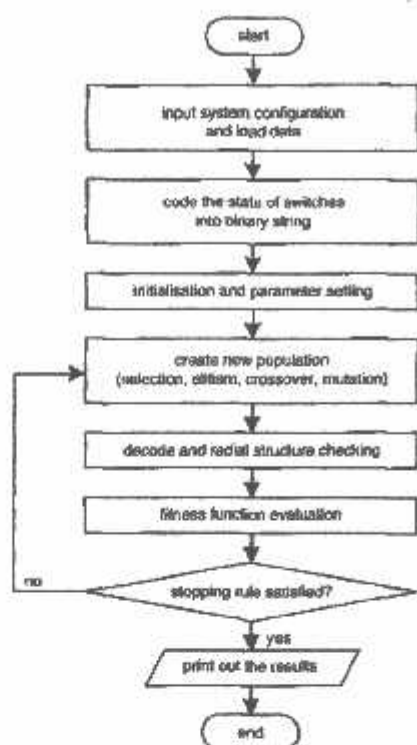 start
input system configuration
and load data
code the state of switches
into binary string
initialisation and parameter setting
create new population
(selection, elitism, crossover, mutation)
decode and radial structure checking
fitness function evaluation
no
stopping rule satisfied?
yes
print out the results
end